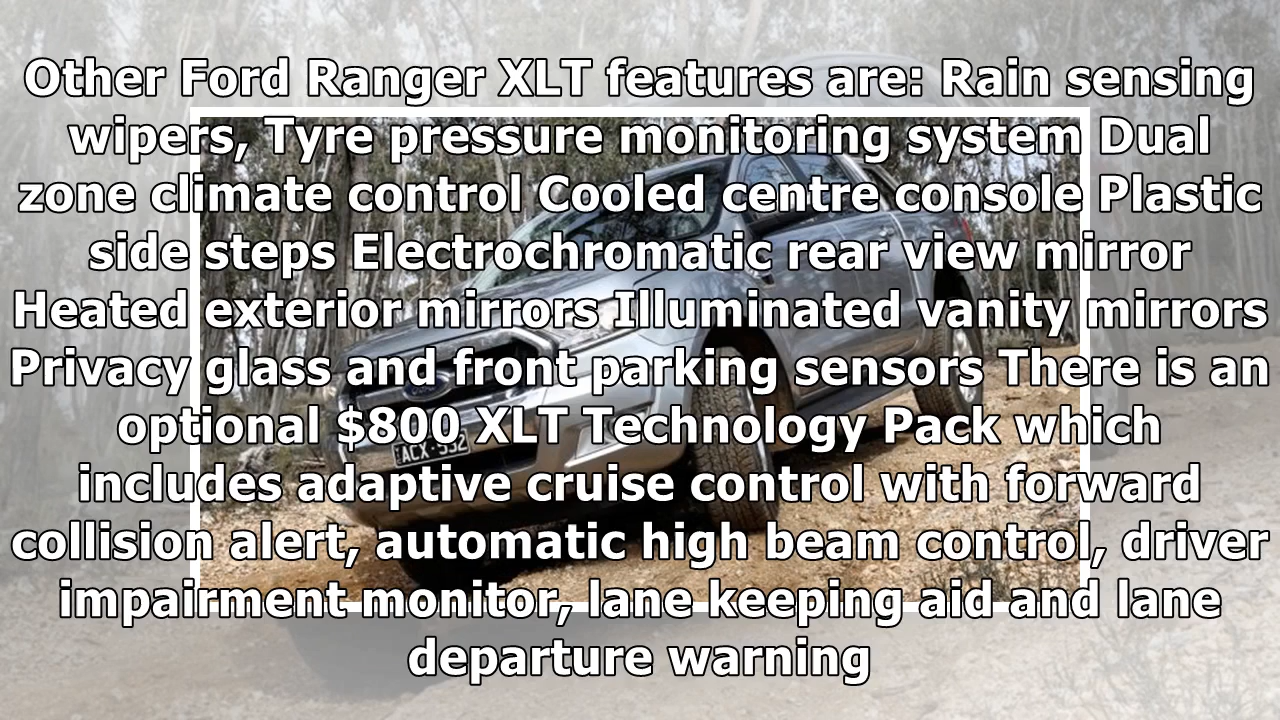 Other Ford Ranger XLT features are: Rain sensing
wipers, Tyre pressure monitoring system Dual
zone climate control Cooled centre console Plastic
side steps Electrochromatic rear view mirror
Heated exterior mirrors Illuminated vanity mirrors
Privacy glass and front parking sensors There is an
optional $800 XLT Technology Pack which
includes adaptive cruise control with forward
collision alert, automatic high beam control, driver
impairment monitor, lane keeping aid and lane
departure warning